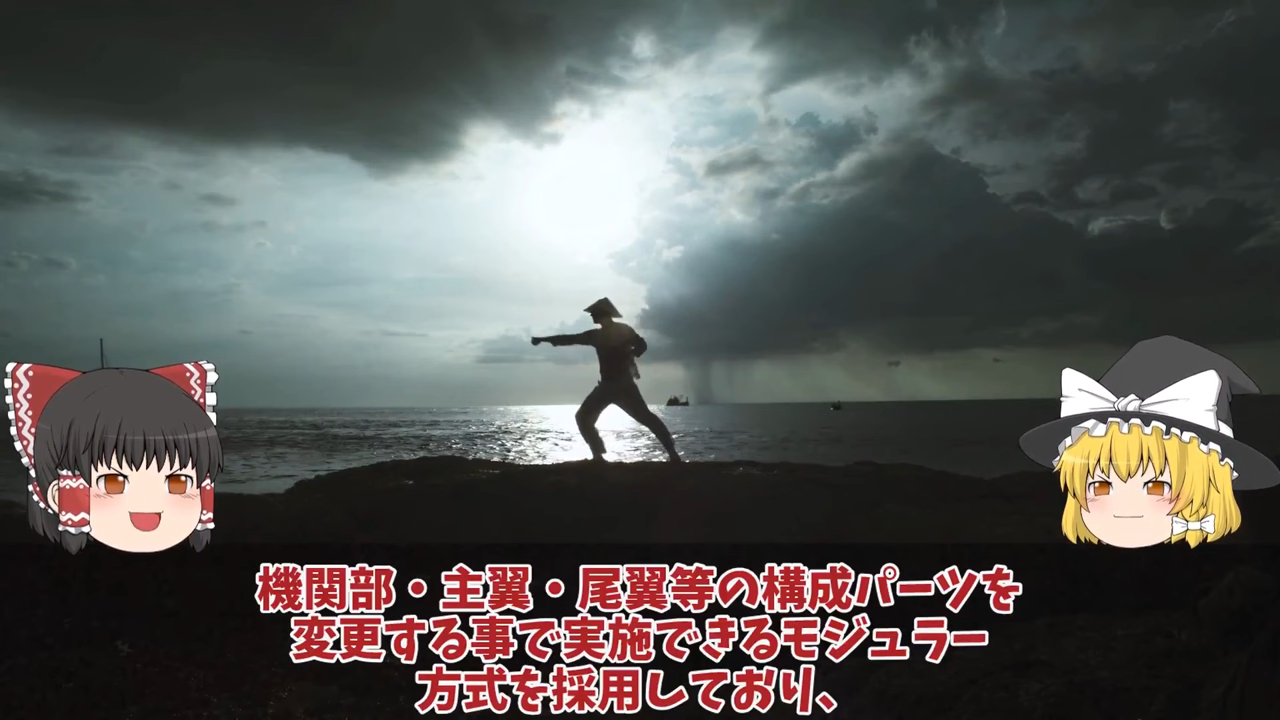 機関部・主翼・尾翼等の構成パーツを
変更する事で実施できるモジュラー
方式を採用しており、